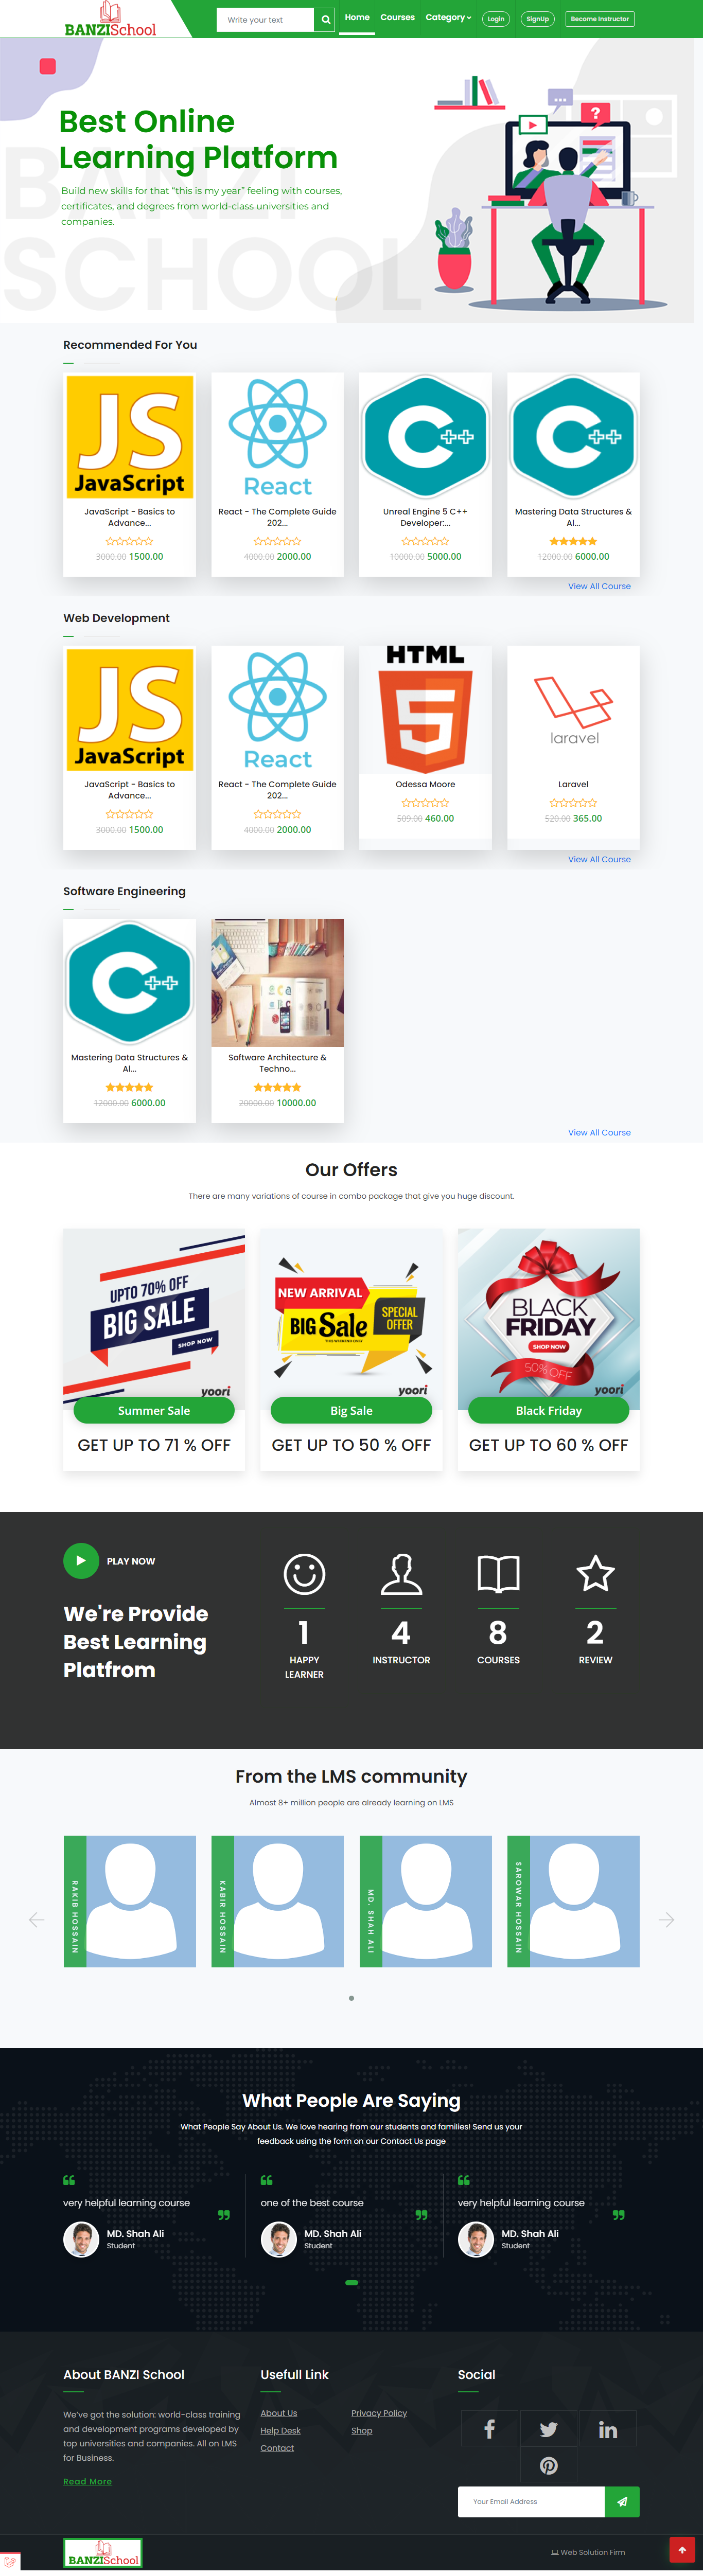 BANZISchool
Write your text
Home
Courses
Category
Login
SignUp
Become Instructor
BANZI
SCHOOL
Best Online
Learning Platform
Build new skills for that “this is my year” feeling with courses,
certificates, and degrees from world-class universities and
companies.
Recommended For You
JS
JavaScript
React
C++
C++
JavaScript - Basics to
Advance...
React - The Complete Guide
202...
Unreal Engine 5 C++
Developer:...
Mastering Data Structures &
Al...
3000.00 1500.00
4000.00 2000.00
10000.00 5000.00
12000.00 6000.00
View All Course
Web Development
JS
JavaScript
React
HTML
5
laravel
JavaScript - Basics to
Advance...
React - The Complete Guide
202...
Odessa Moore
Laravel
3000.00 1500.00
4000.00 2000.00
509.00 460.00
520.00 365.00
View All Course
Software Engineering
C++
Mastering Data Structures &
Al...
Software Architecture &
Techno...
12000.00 6000.00
20000.00 10000.00
View All Course
Our Offers
There are many variations of course in combo package that give you huge discount.
UPTO 70% OFF
BIG SALE
SHOP NOW
yoori
Summer Sale
GET UP TO 71 % OFF
NEW ARRIVAL
BIG Sale
SPECIAL
OFFER
THIS WEEKEND ONLY
yoori
Big Sale
GET UP TO 50 % OFF
BLACK
FRIDAY
SHOP NOW
50% OFF
yoori
Black Friday
GET UP TO 60 % OFF
PLAY NOW
We're Provide
Best Learning
Platfrom
1
HAPPY
LEARNER
4
INSTRUCTOR
8
COURSES
2
REVIEW
From the LMS community
Almost 8+ million people are already learning on LMS
RAKIB HOSSAIN
KABIR HOSSAIN
MD. SHAH ALI
SAROWAR HOSSAIN
What People Are Saying
What People Say About Us. We love hearing from our students and families! Send us your
feedback using the form on our Contact Us page
very helpful learning course
MD. Shah Ali
Student
one of the best course
MD. Shah Ali
Student
very helpful learning course
MD. Shah Ali
Student
About BANZI School
We’ve got the solution: world-class training
and development programs developed by
top universities and companies. All on LMS
for Business.
Read More
Usefull Link
About Us
Privacy Policy
Help Desk
Shop
Contact
Social
Your Email Address
BANZISchool
Web Solution Firm